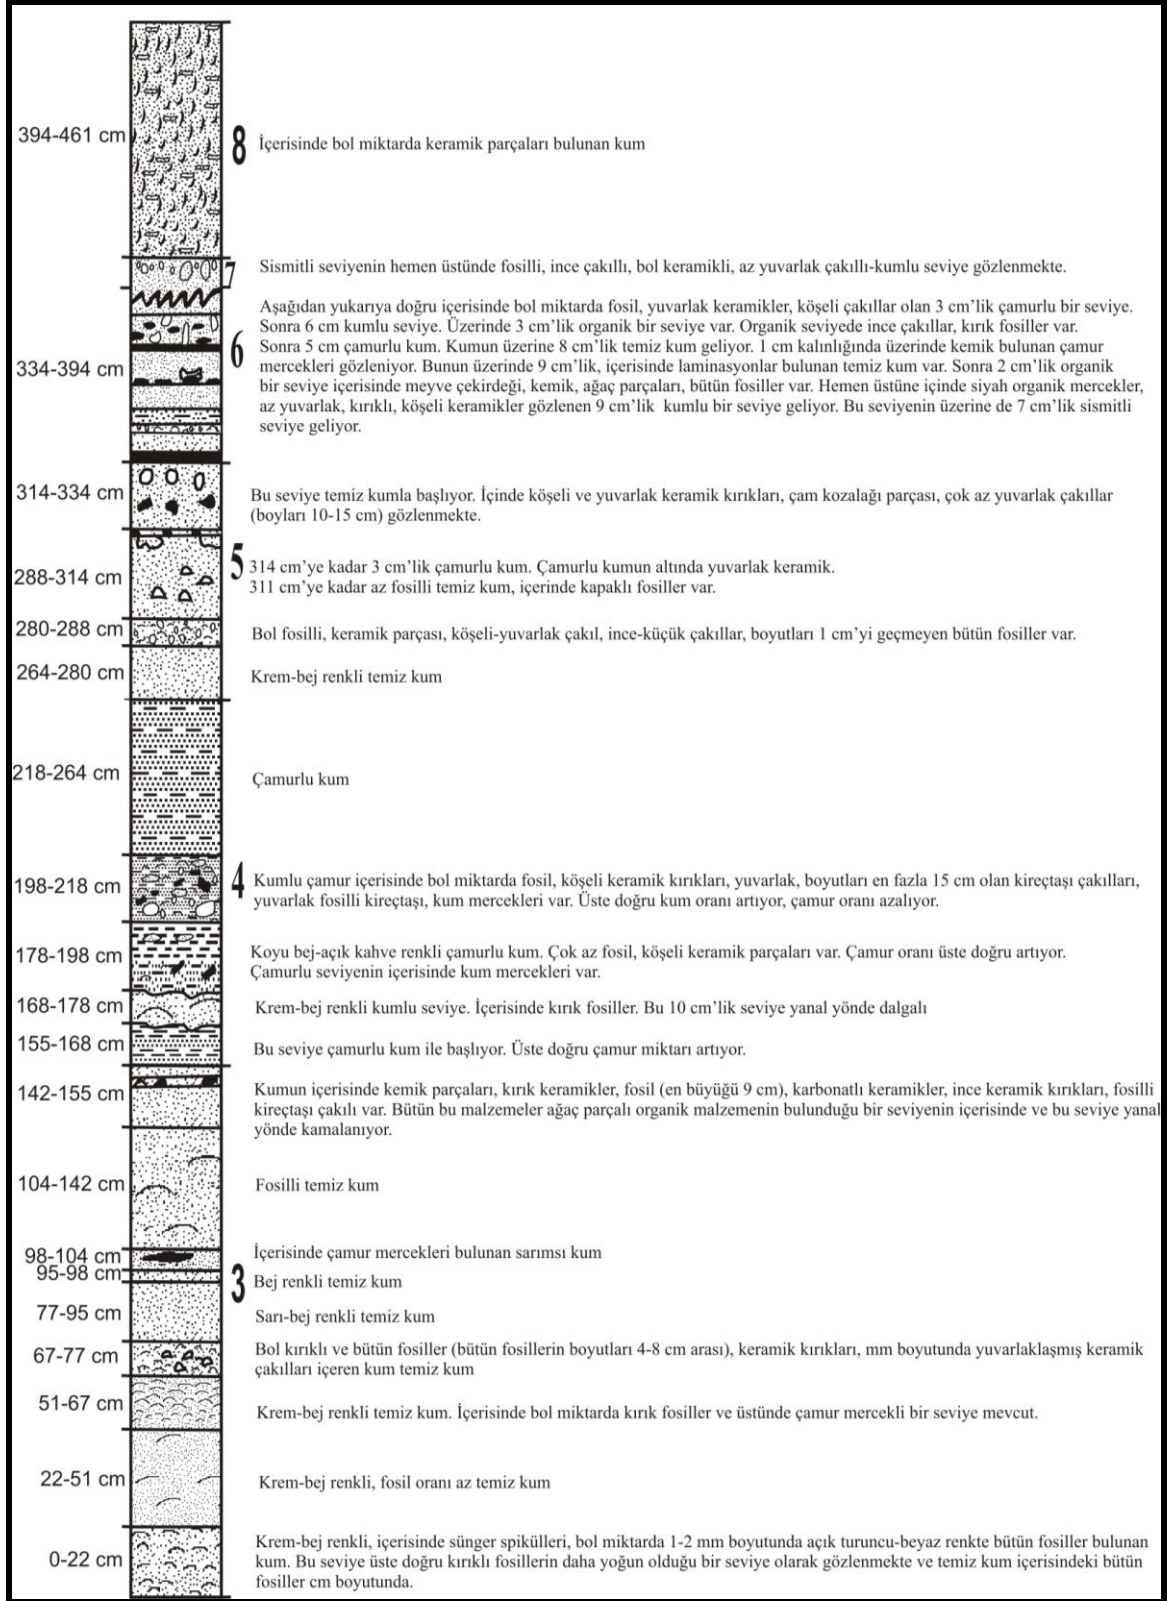 394-461 cm
8
İçerisinde bol miktarda keramik parçaları bulunan kum
7
Sismitli seviyenin hemen üstünde fosilli, ince çakıllı, bol keramikli, az yuvarlak çakıllı-kumlu seviye gözlenmekte.
334-394 cm
6
Aşağıdan yukarıya doğru içerisinde bol miktarda fosil, yuvarlak keramikler, köşeli çakıllar olan 3 cm'lik çamurlu bir seviye.
Sonra 6 cm kumlu seviye. Üzerinde 3 cm'lik organik bir seviye var. Organik seviyede ince çakıllar, kırık fosiller var.
Sonra 5 cm çamurlu kum. Kumun üzerine 8 cm'lik temiz kum geliyor. 1 cm kalınlığında üzerinde kemik bulunan çamur
mercekleri gözleniyor. Bunun üzerinde 9 cm'lik, içerisinde laminasyonlar bulunan temiz kum var. Sonra 2 cm'lik organik
bir seviye içerisinde meyve çekirdeği, kemik, ağaç parçaları, bütün fosiller var. Hemen üstüne içinde siyah organik mercekler,
az yuvarlak, kırıklı, köşeli keramikler gözlenen 9 cm'lik kumlu bir seviye geliyor. Bu seviyenin üzerine de 7 cm'lik sismitli
seviye geliyor.
314-334 cm
Bu seviye temiz kumla başlıyor. İçinde köşeli ve yuvarlak keramik kırıkları, çam kozalağı parçası, çok az yuvarlak çakıllar
(boyları 10-15 cm) gözlenmekte.
288-314 cm
5
314 cm'ye kadar 3 cm'lik çamurlu kum. Çamurlu kumun altında yuvarlak keramik.
311 cm'ye kadar az fosilli temiz kum, içerinde kapaklı fosiller var.
280-288 cm
Bol fosilli, keramik parçası, köşeli-yuvarlak çakıl, ince-küçük çakıllar, boyutları 1 cm'yi geçmeyen bütün fosiller var.
264-280 cm
Krem-bej renkli temiz kum
218-264 cm
Çamurlu kum
198-218 cm
4
Kumlu çamur içerisinde bol miktarda fosil, köşeli keramik kırıkları, yuvarlak, boyutları en fazla 15 cm olan kireçtaşı çakılları,
yuvarlak fosilli kireçtaşı, kum mercekleri var. Üste doğru kum oranı artıyor, çamur oranı azalıyor.
178-198 cm
Koyu bej-açık kahve renkli çamurlu kum. Çok az fosil, köşeli keramik parçaları var. Çamur oranı üste doğru artıyor.
Çamurlu seviyenin içerisinde kum mercekleri var.
168-178 cm
Krem-bej renkli kumlu seviye. İçerisinde kırık fosiller. Bu 10 cm'lik seviye yanal yönde dalgalı
155-168 cm
Bu seviye çamurlu kum ile başlıyor. Üste doğru çamur miktarı artıyor.
142-155 cm
Kumun içerisinde kemik parçaları, kırık keramikler, fosil (en büyüğü 9 cm), karbonatlı keramikler, ince keramik kırıkları, fosilli
kireçtaşı çakılı var. Bütün bu malzemeler ağaç parçalı organik malzemenin bulunduğu bir seviyenin içerisinde ve bu seviye yanal
yönde kamalanıyor.
104-142 cm
Fosilli temiz kum
98-104 cm
İçerisinde çamur mercekleri bulunan sarımsı kum
95-98 cm
3
Bej renkli temiz kum
77-95 cm
Sarı-bej renkli temiz kum
67-77 cm
Bol kırıklı ve bütün fosiller (bütün fosillerin boyutları 4-8 cm arası), keramik kırıkları, mm boyutunda yuvarlaklaşmış keramik
çakılları içeren kum temiz kum
51-67 cm
Krem-bej renkli temiz kum. İçerisinde bol miktarda kırık fosiller ve üstünde çamur mercekli bir seviye mevcut.
22-51 cm
Krem-bej renkli, fosil oranı az temiz kum
0-22 cm
Krem-bej renkli, içerisinde sünger spikülleri, bol miktarda 1-2 mm boyutunda açık turuncu-beyaz renkte bütün fosiller bulunan
kum. Bu seviye üste doğru kırıklı fosillerin daha yoğun olduğu bir seviye olarak gözlenmekte ve temiz kum içerisindeki bütün
fosiller cm boyutunda.